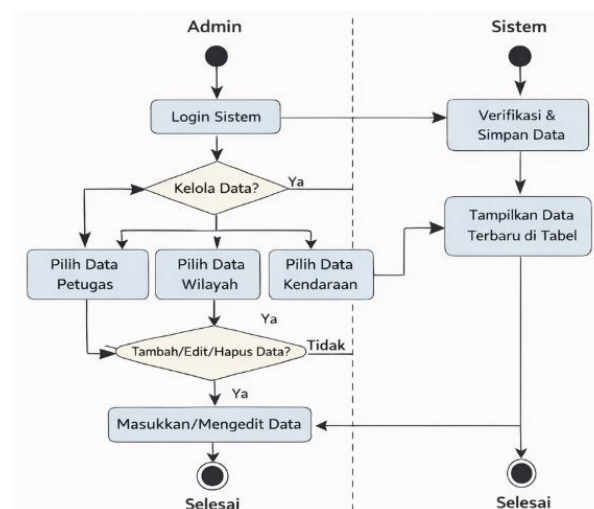 Admin
Sistem
Login Sistem
Verifikasi &
Simpan Data
Kelola Data?
Ya
Tampilkan Data
Terbaru di Tabel
Pilih Data
Petugas
Pilih Data
Wilayah
Pilih Data
Kendaraan
Ya
Tambah/Edit/Hapus Data?
Tidak
Ya
Masukkan/Mengedit Data
Selesai
Selesai